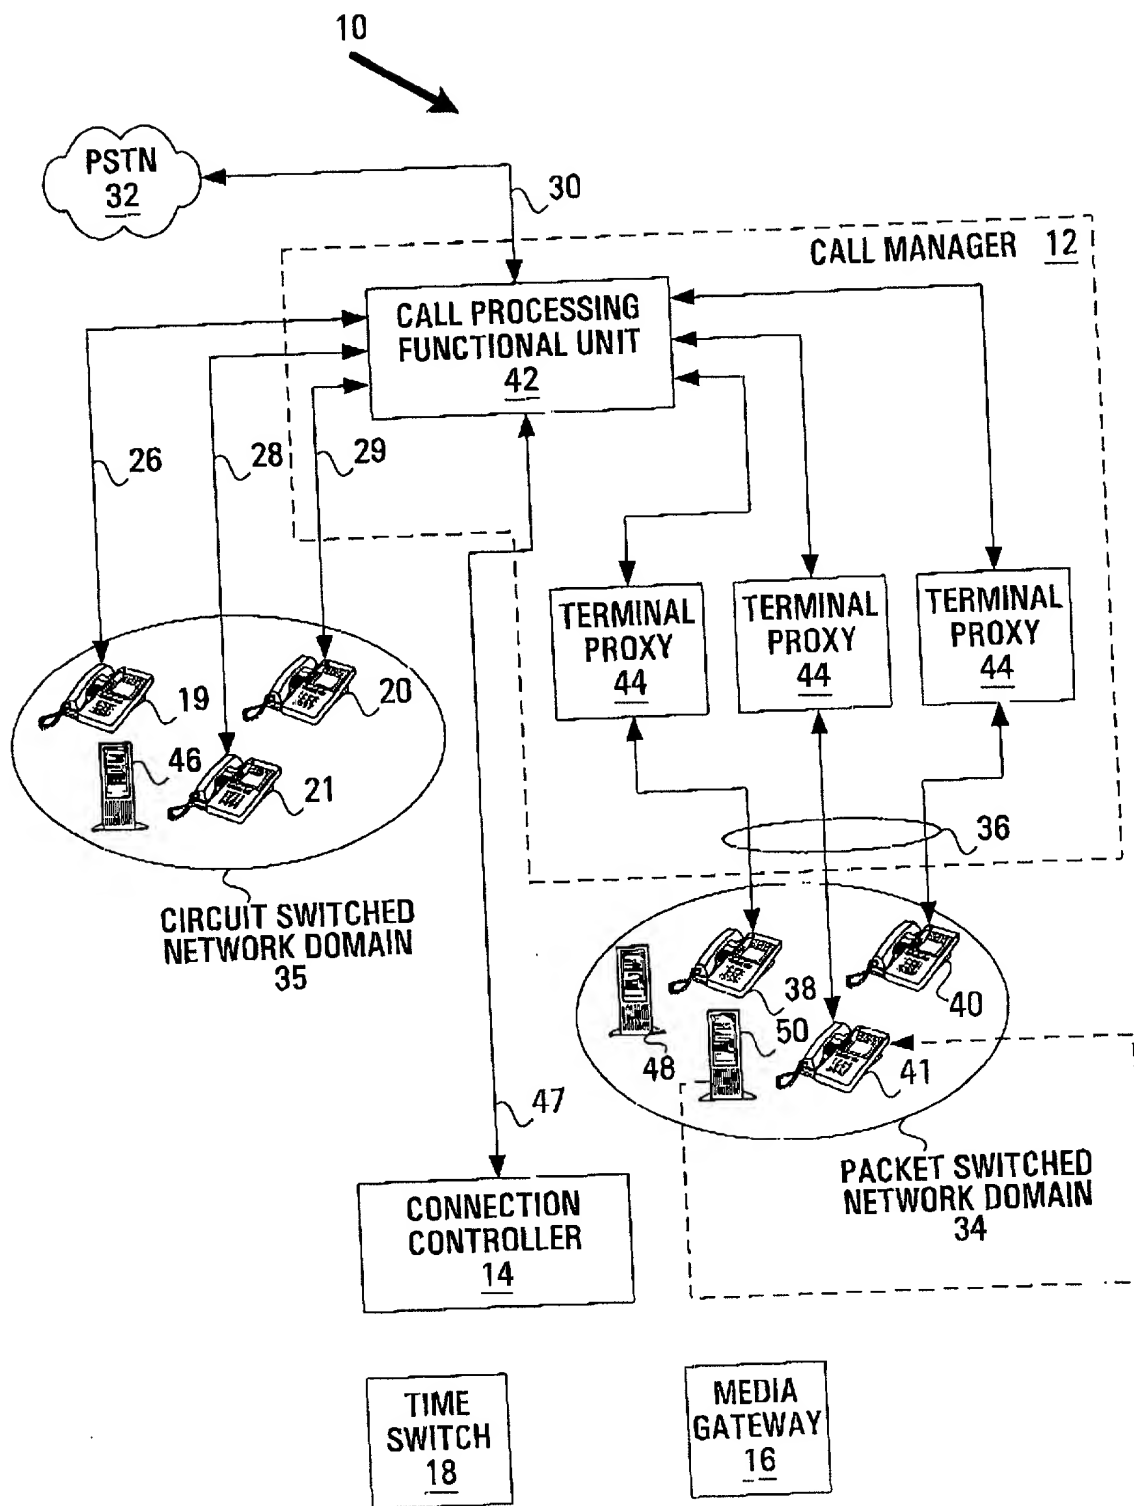 10
PSTN
32
30
CALL MANAGER 12
CALL PROCESSING
FUNCTIONAL UNIT
42
26
28
29
TERMINAL
PROXY
44
TERMINAL
PROXY
44
TERMINAL
PROXY
44
19
20
46
21
36
CIRCUIT SWITCHED
NETWORK DOMAIN
35
38
40
48
50
41
47
PACKET SWITCHED
NETWORK DOMAIN
34
CONNECTION
CONTROLLER
14
TIME
SWITCH
18
MEDIA
GATEWAY
16